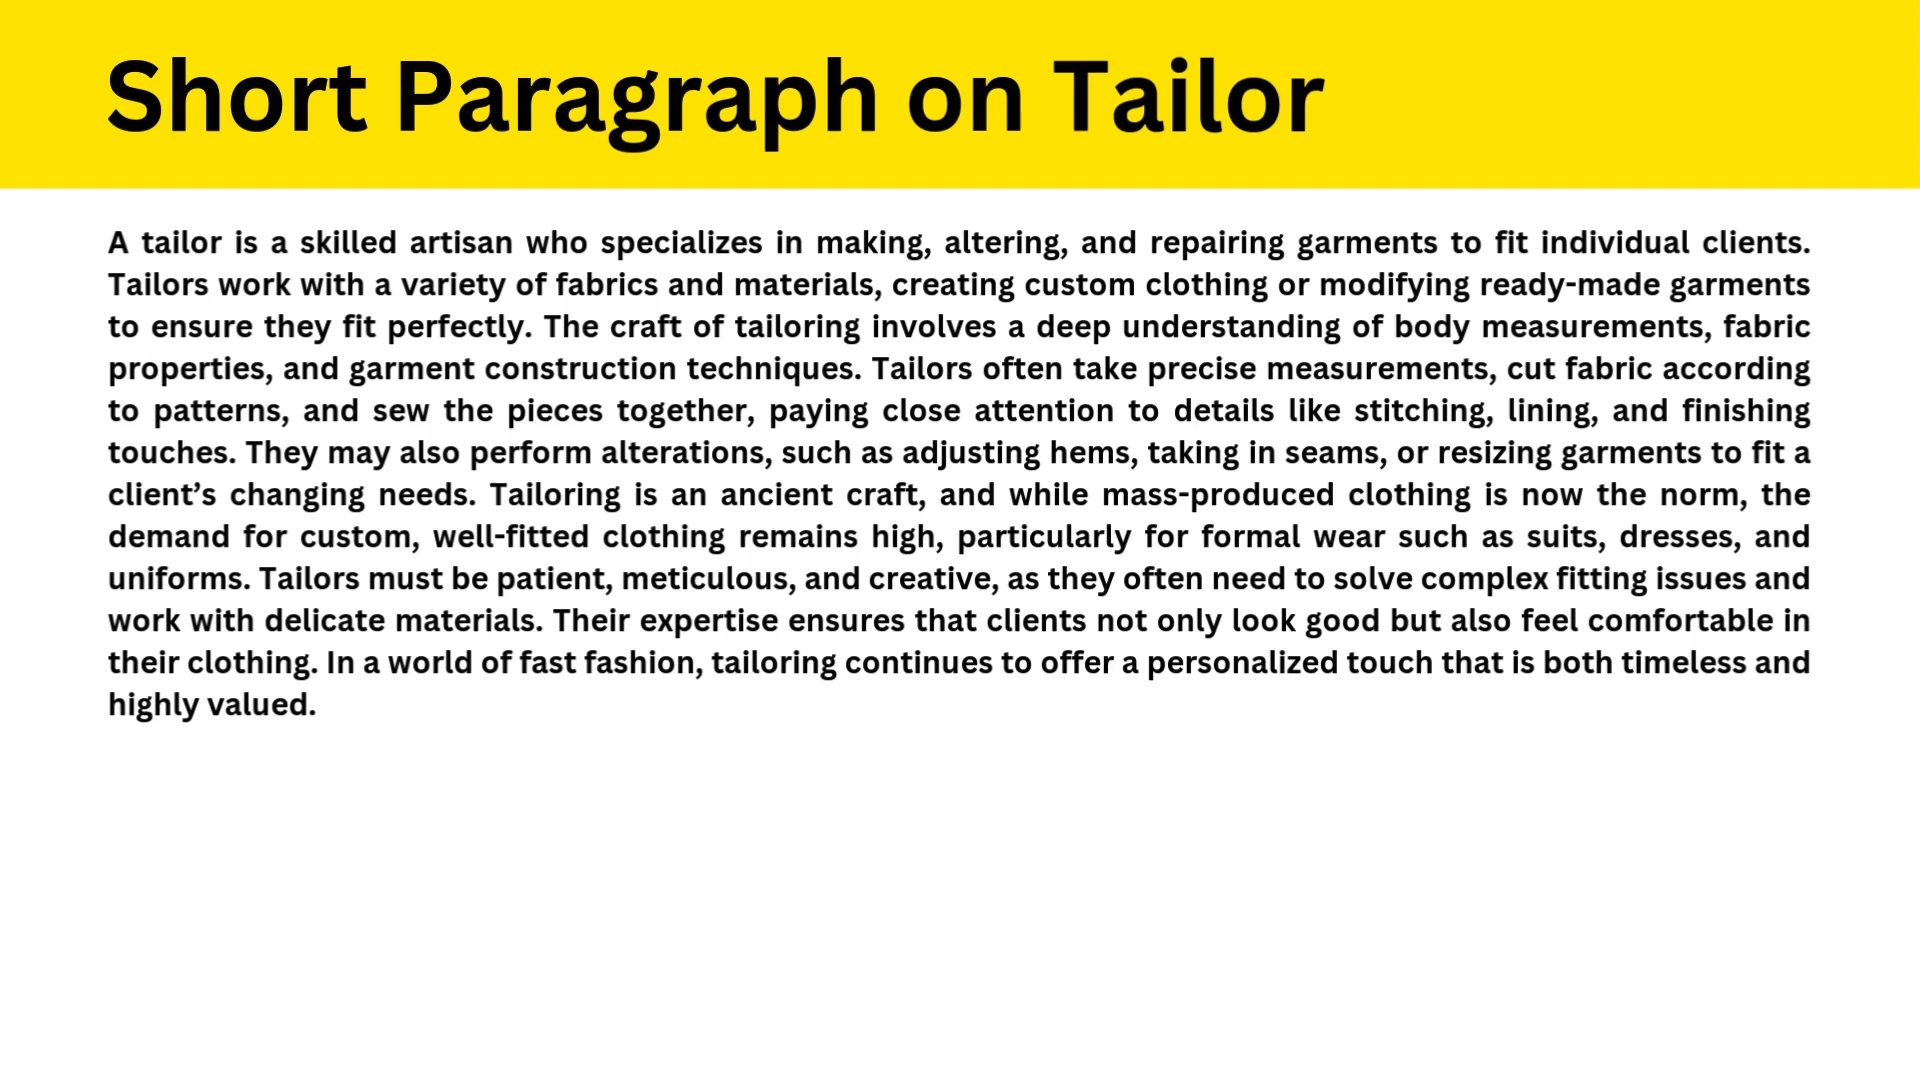 Short Paragraph on Tailor
A tailor is a skilled artisan who specializes in making, altering, and repairing garments to fit individual clients.
Tailors work with a variety of fabrics and materials, creating custom clothing or modifying ready-made garments
to ensure they fit perfectly. The craft of tailoring involves a deep understanding of body measurements, fabric
properties, and garment construction techniques. Tailors often take precise measurements, cut fabric according
to patterns, and sew the pieces together, paying close attention to details like stitching, lining, and finishing
touches. They may also perform alterations, such as adjusting hems, taking in seams, or resizing garments to fit a
client’s changing needs. Tailoring is an ancient craft, and while mass-produced clothing is now the norm, the
demand for custom, well-fitted clothing remains high, particularly for formal wear such as suits, dresses, and
uniforms. Tailors must be patient, meticulous, and creative, as they often need to solve complex fitting issues and
work with delicate materials. Their expertise ensures that clients not only look good but also feel comfortable in
their clothing. In a world of fast fashion, tailoring continues to offer a personalized touch that is both timeless and
highly valued.